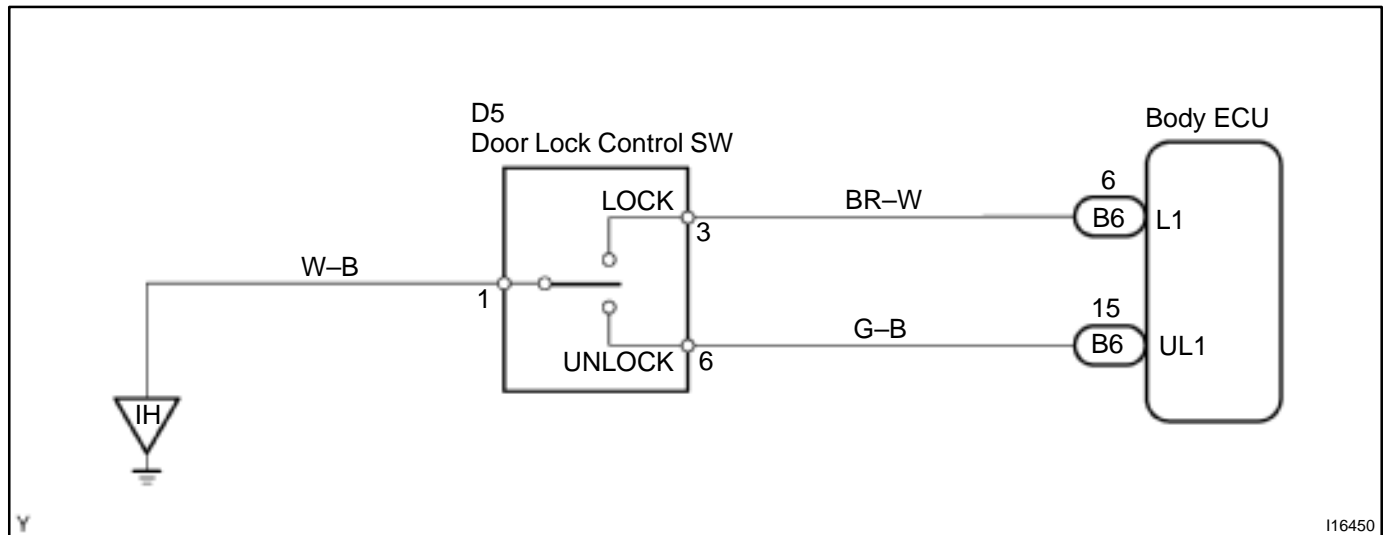 D5
Door Lock Control SW
Body ECU
LOCK
3
BR–W
6
B6
L1
W–B
1
UNLOCK
6
G–B
15
B6
UL1
IH
Y
I16450